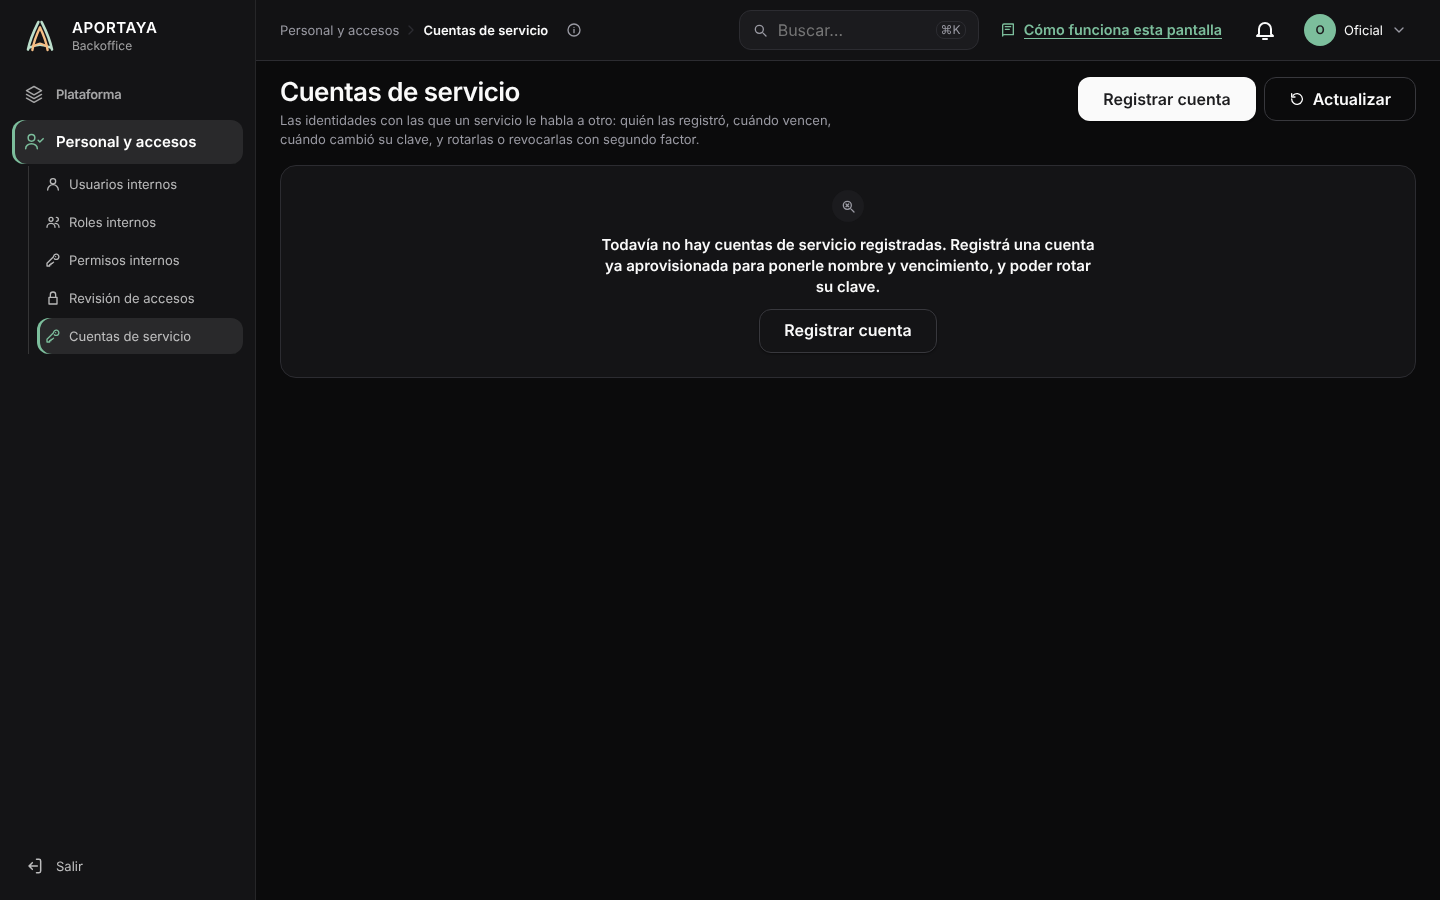 APORTAYA
Backoffice
Plataforma
Personal y accesos
Usuarios internos
Roles internos
Permisos internos
Revisión de accesos
Cuentas de servicio
Salir
Personal y accesos
Cuentas de servicio
Buscar...
⌘K
Cómo funciona esta pantalla
O
Oficial
Cuentas de servicio
Las identidades con las que un servicio le habla a otro: quién las registró, cuándo vencen,
cuándo cambió su clave, y rotarlas o revocarlas con segundo factor.
Registrar cuenta
Actualizar
Todavía no hay cuentas de servicio registradas. Registrá una cuenta
ya aprovisionada para ponerle nombre y vencimiento, y poder rotar
su clave.
Registrar cuenta